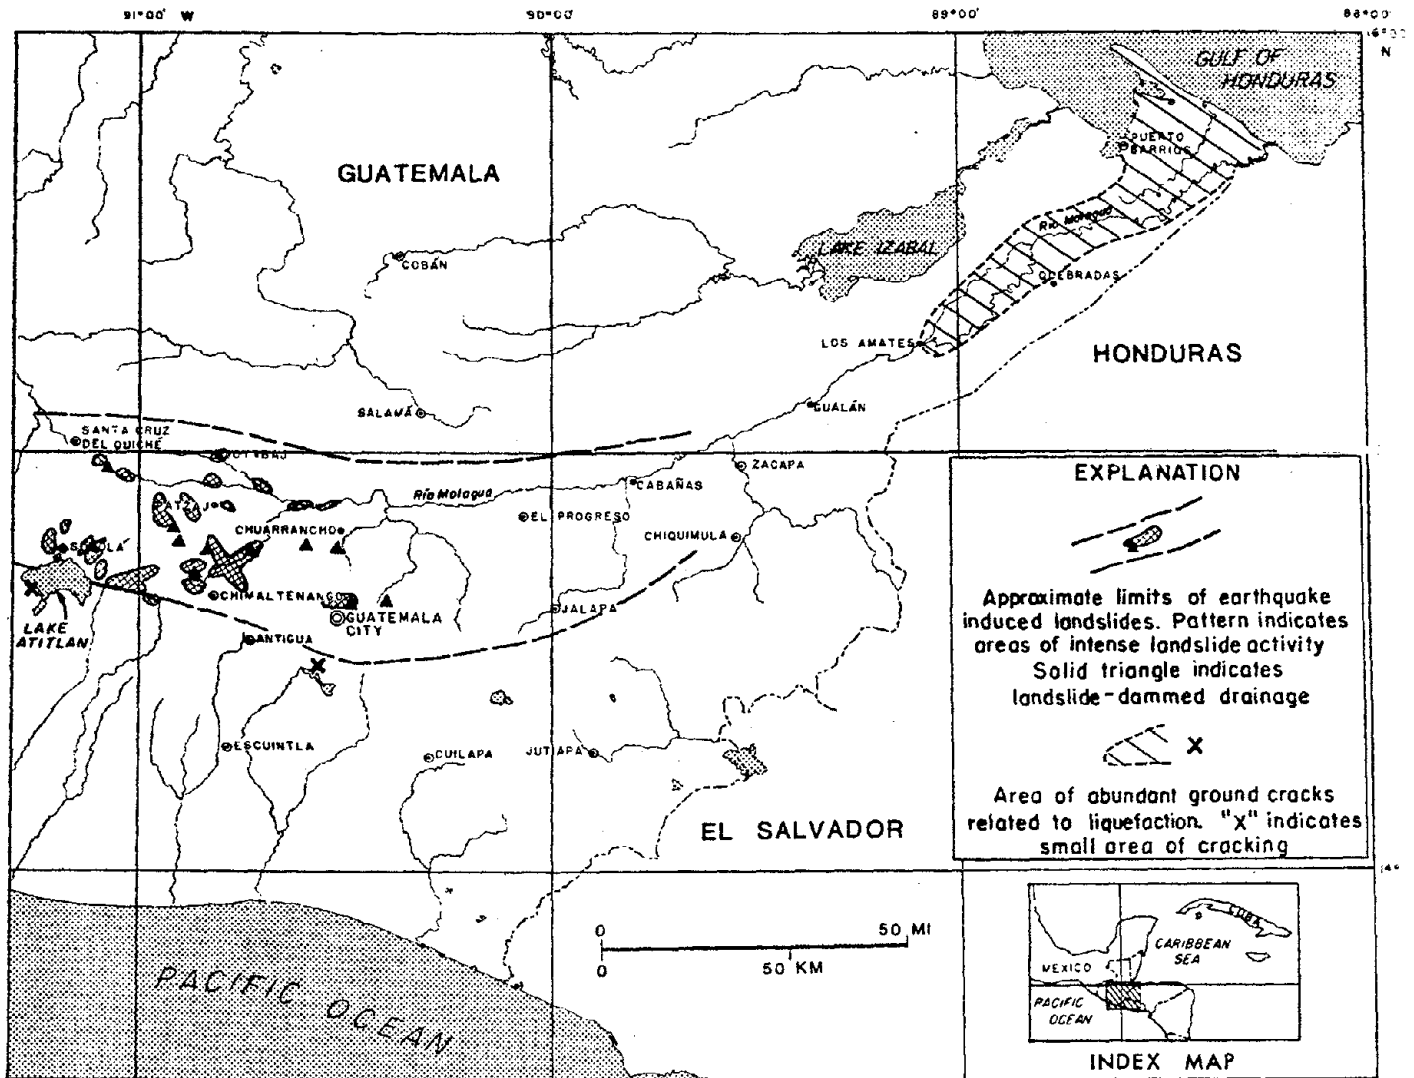 91°00' W
90°00'
89°00'
88°00'
N
GULF OF
HONDURAS
PUERTO
BARRIOS
GUATEMALA
Río Motagua
LAKE IZABAL
COBÁN
QUEBRADAS
LOS AMATES
HONDURAS
GUALÁN
SALAMÁ
SANTA CRUZ
DEL QUICHÉ
ZACAPA
CABAÑAS
Río Motagua
EL PROGRESO
CHUARRANCHO
CHIQUIMULA
SOLOLÁ
CHIMALTENANGO
GUATEMALA
CITY
JALAPA
LAKE
ATITLAN
ANTIGUA
ESCUINTLA
CUILAPA
JUTIAPA
EL SALVADOR
PACIFIC OCEAN
EXPLANATION
Approximate limits of earthquake
induced landslides. Pattern indicates
areas of intense landslide activity
Solid triangle indicates
landslide-dammed drainage
X
Area of abundant ground cracks
related to liquefaction. "X" indicates
small area of cracking
0 50 MI
0 50 KM
CUBA
CARIBBEAN
SEA
MEXICO
PACIFIC
OCEAN
INDEX MAP